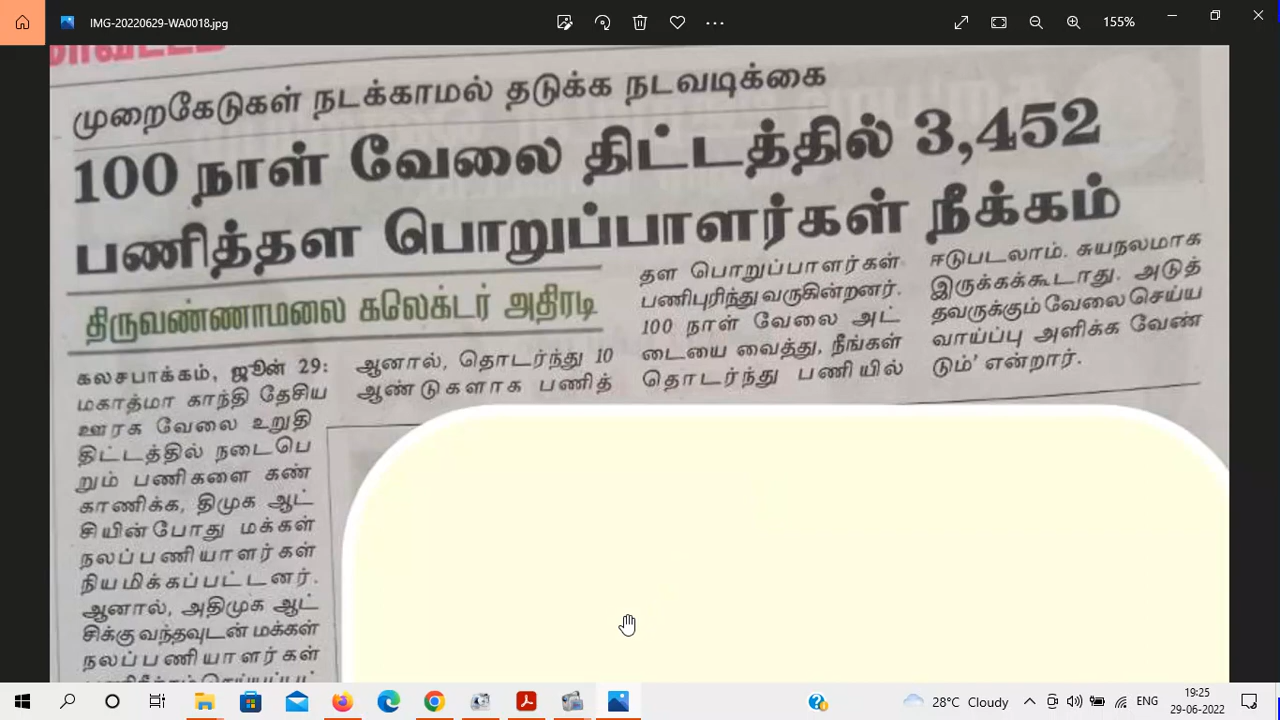 IMG-20220629-WA0018.jpg
155%
முறைகேடுகள் நடக்காமல் தடுக்க நடவடிக்கை
100 நாள் வேலை திட்டத்தில் 3,452
பணித்தள பொறுப்பாளர்கள் நீக்கம்
திருவண்ணாமலை கலெக்டர் அதிரடி
கலசபாக்கம், ஜூன் 29:
மகாத்மா காந்தி தேசிய
ஊரக வேலை உறுதி
திட்டத்தில் நடைபெ
றும் பணிகளை கண்
காணிக்க, திமுக ஆட்
சியின்போது மக்கள்
நலப்பணியாளர்கள்
நியமிக்கப்பட்டனர்.
ஆனால், அதிமுக ஆட்
சிக்கு வந்தவுடன் மக்கள்
நலப்பணியாளர்கள்
ஆனால், தொடர்ந்து 10
ஆண்டுகளாக பணித்
தள பொறுப்பாளர்கள்
பணிபுரிந்து வருகின்றனர்.
100 நாள் வேலை அட்
டையை வைத்து, நீங்கள்
தொடர்ந்து பணியில்
ஈடுபடலாம். சுயநலமாக
இருக்கக்கூடாது. அடுத்
தவருக்கும் வேலை செய்ய
வாய்ப்பு அளிக்க வேண்
டும்' என்றார்.
28°C Cloudy
ENG
19:25
29-06-2022